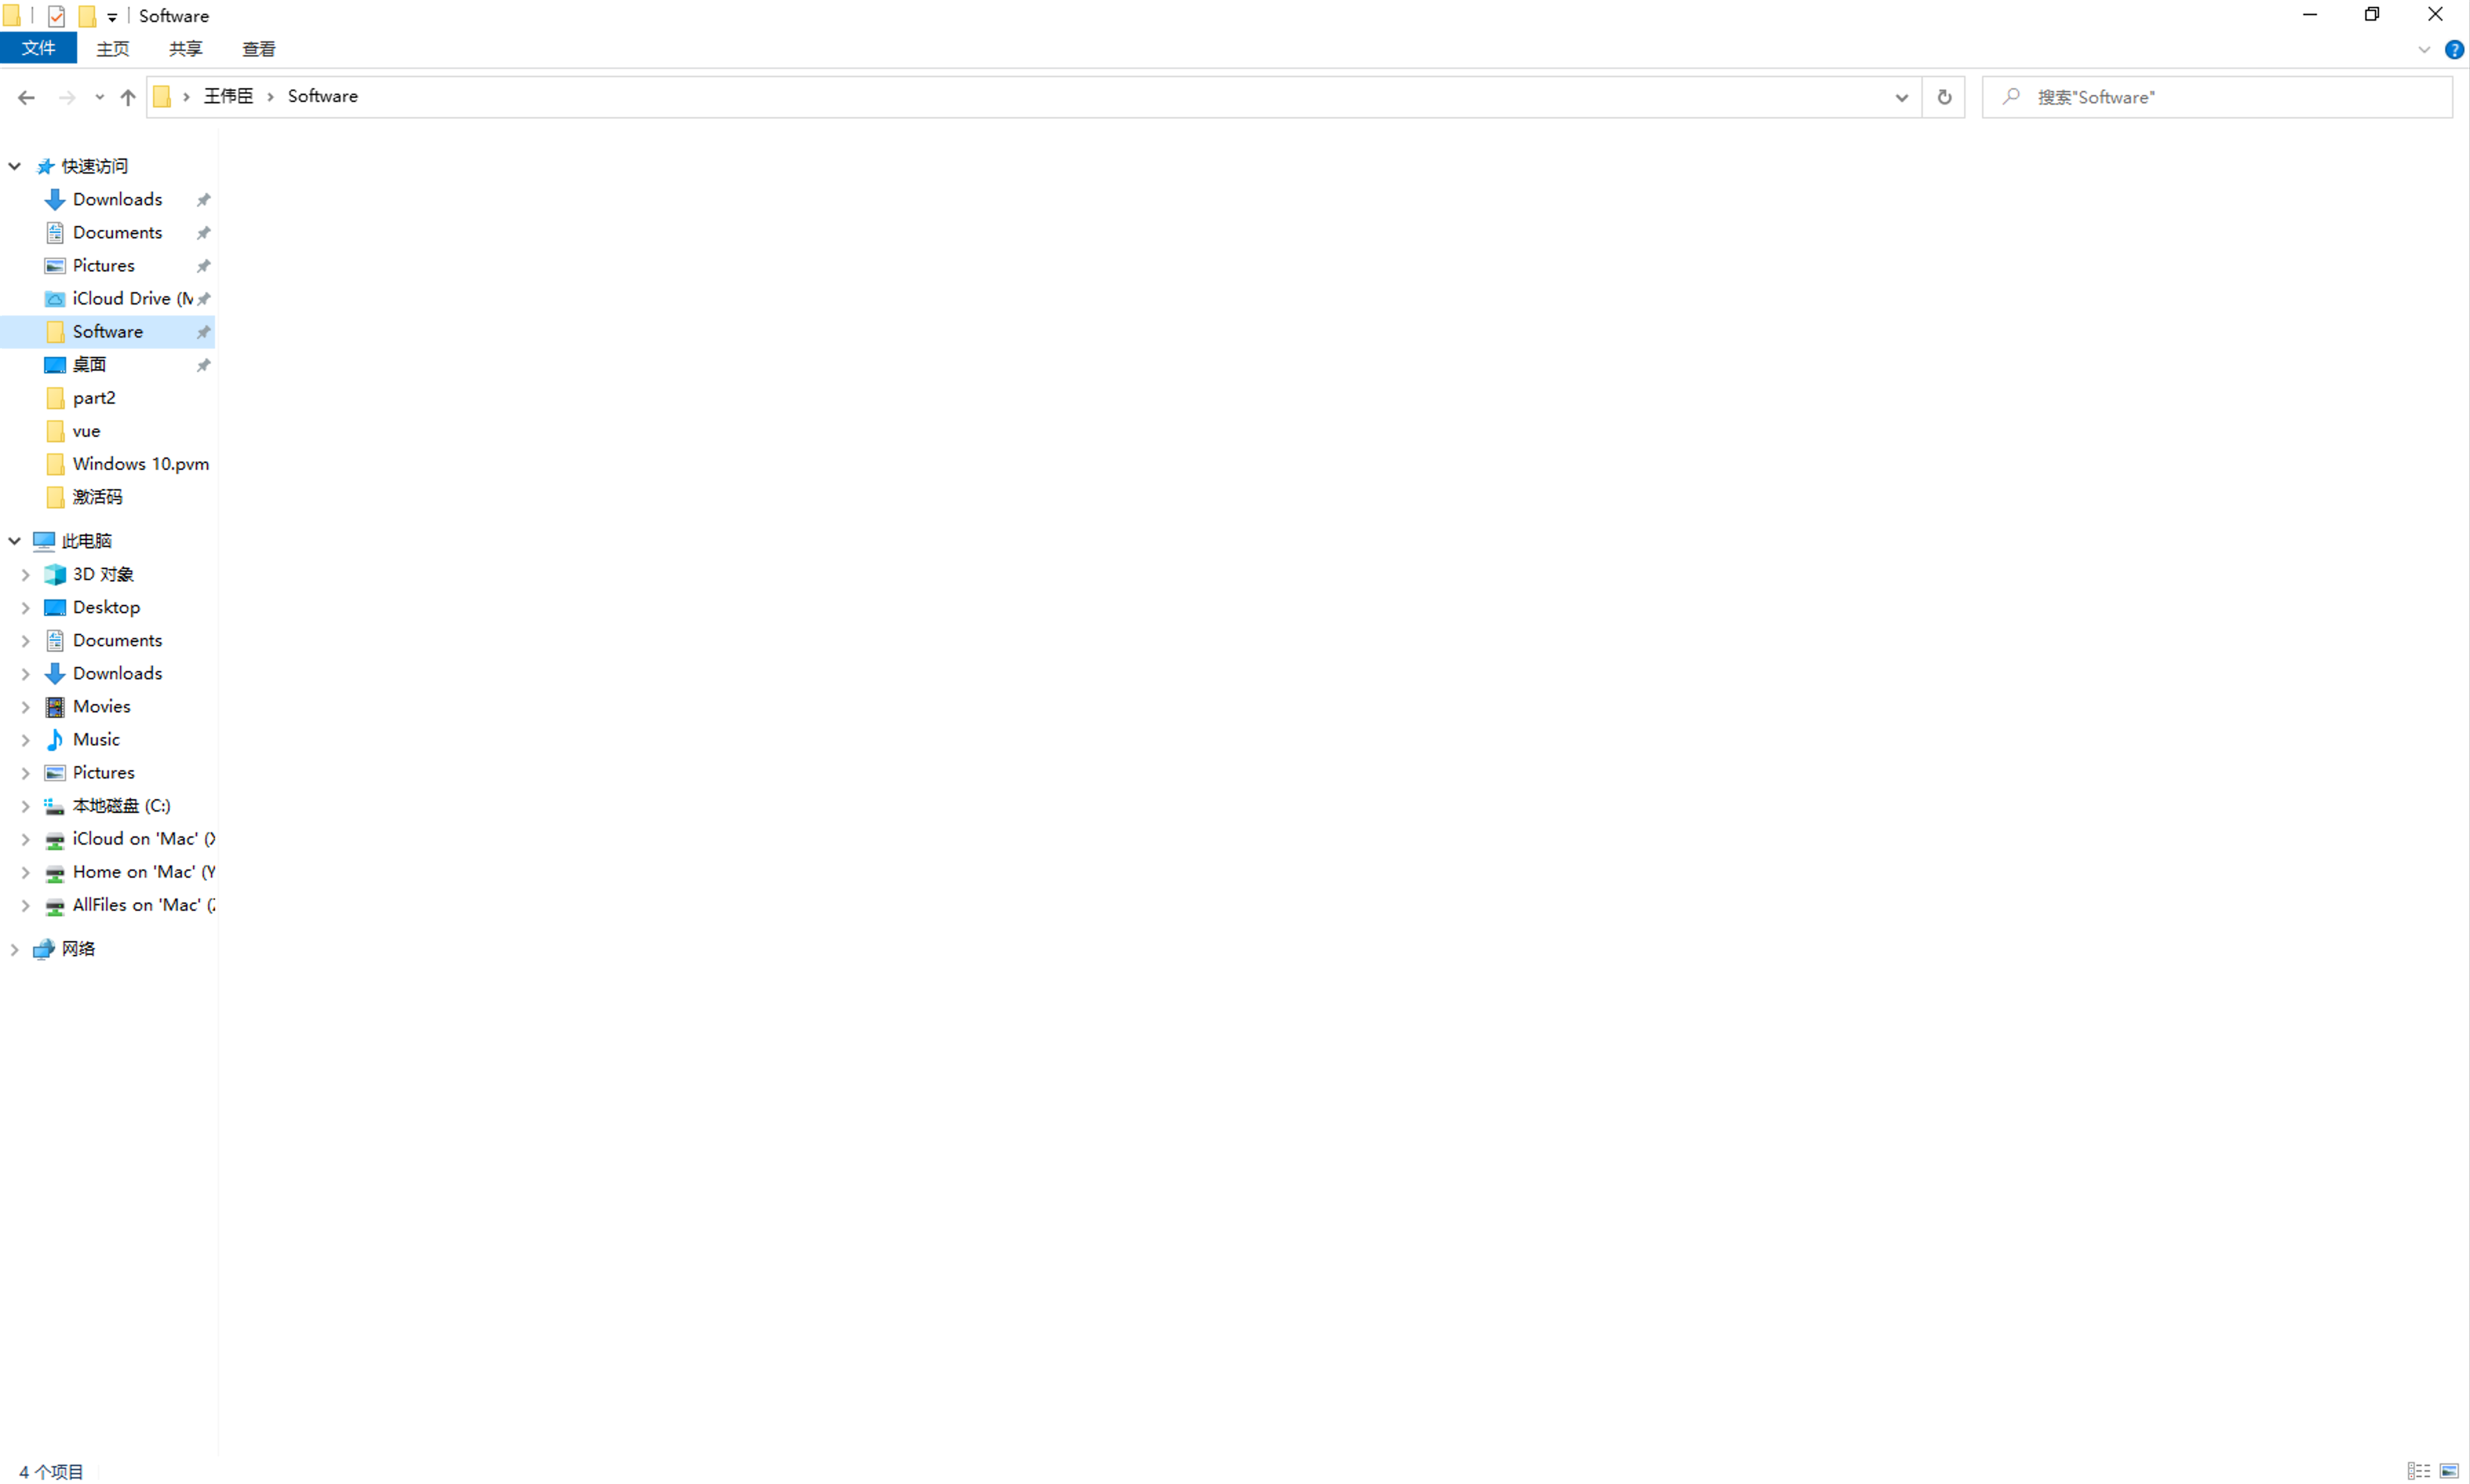 Software
文件 主页 共享 查看
王伟臣 Software
搜索"Software"
快速访问
Downloads
Documents
Pictures
iCloud Drive (M
Software
桌面
part2
vue
Windows 10.pvm
激活码
此电脑
3D 对象
Desktop
Documents
Downloads
Movies
Music
Pictures
本地磁盘 (C:)
iCloud on 'Mac' (X
Home on 'Mac' (Y
AllFiles on 'Mac' (Z
网络
4 个项目